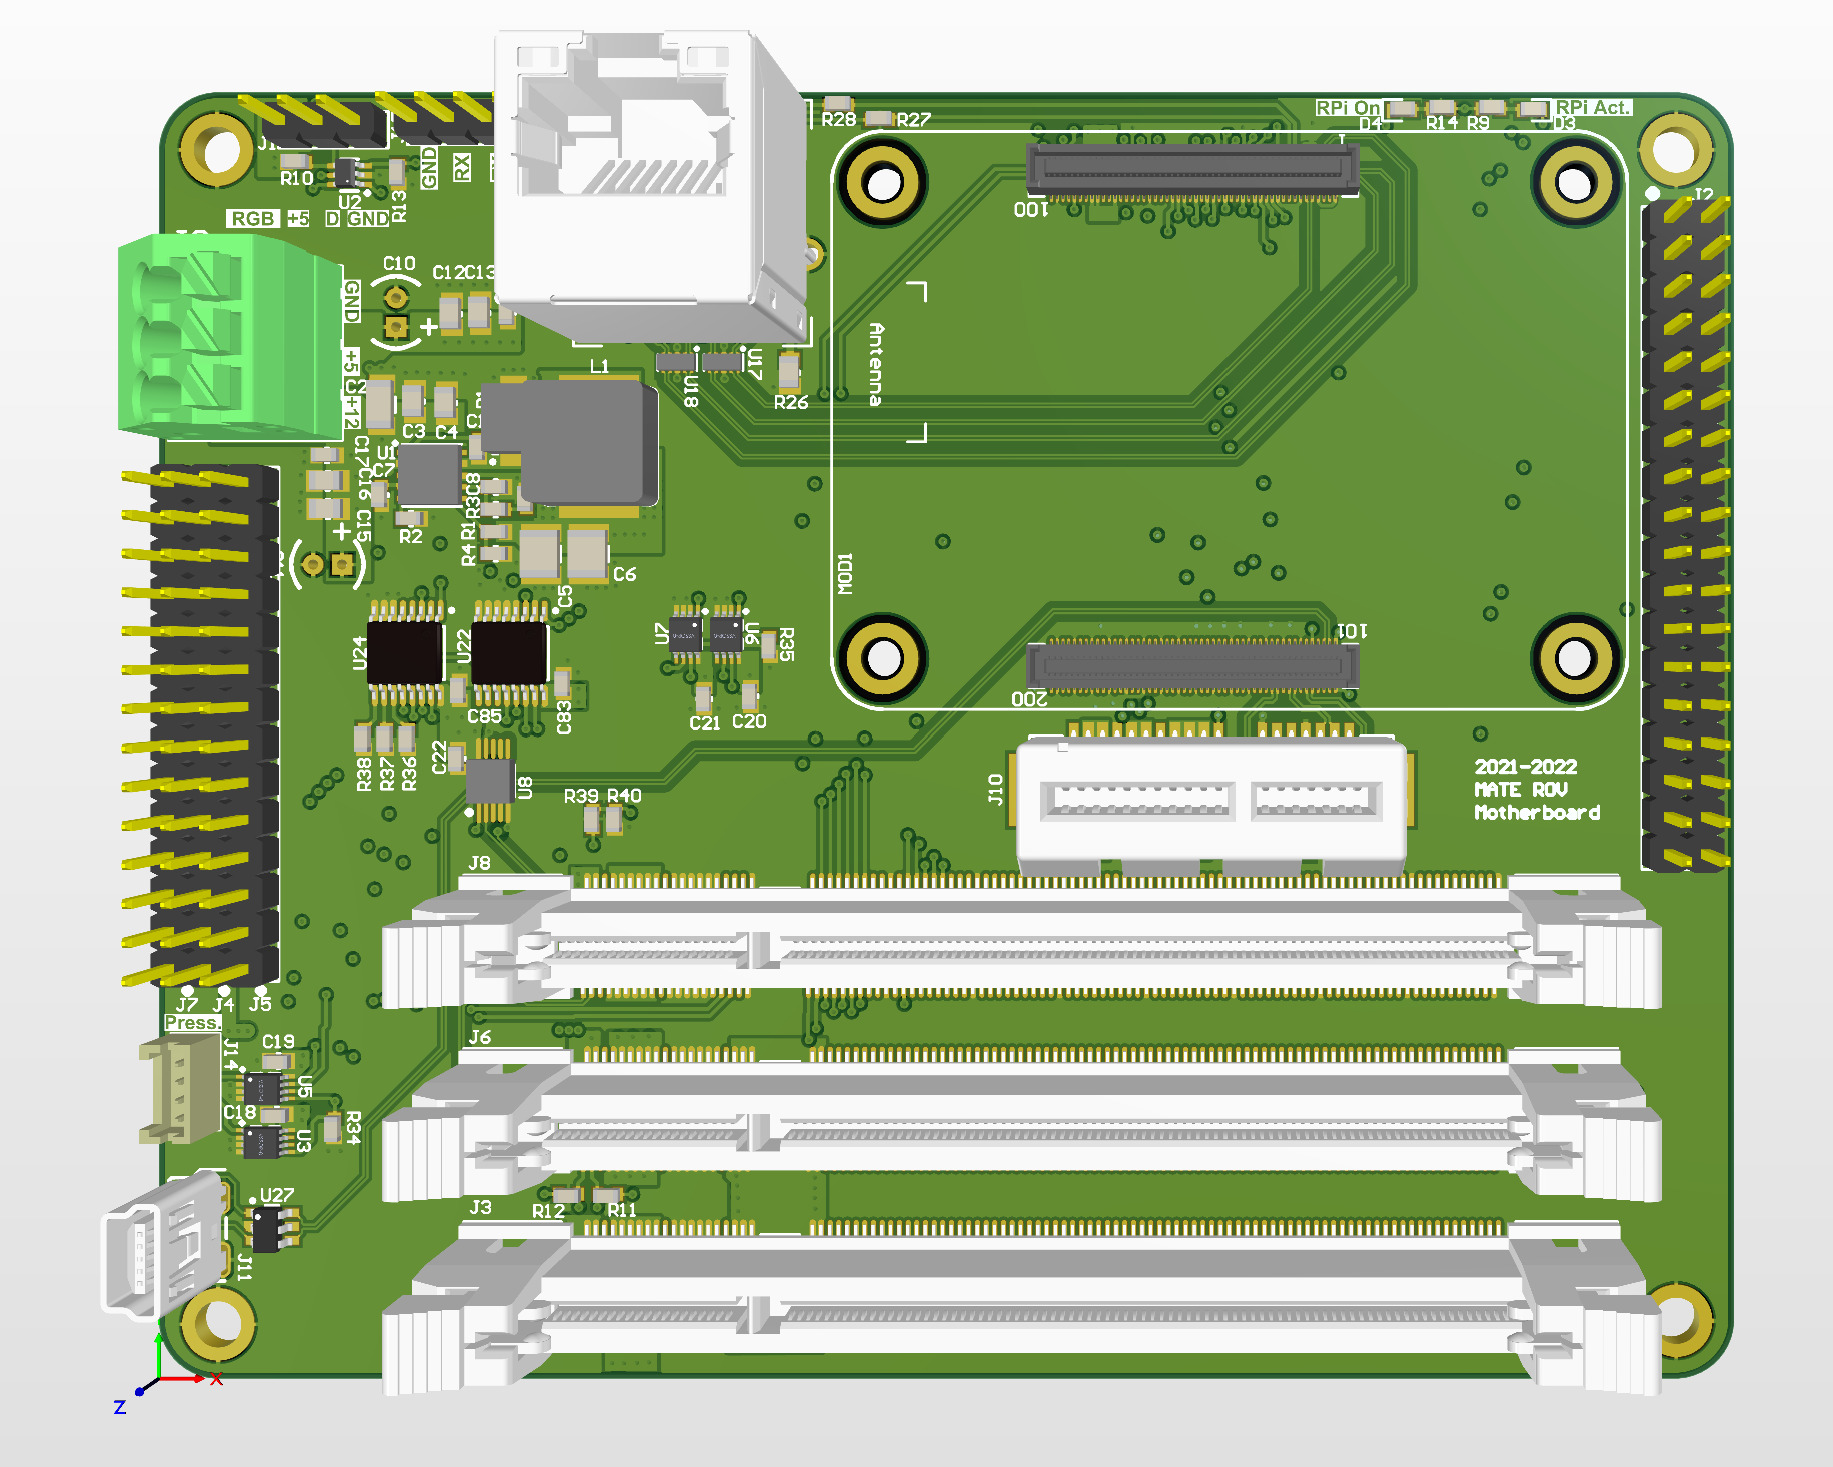 R28
R27
RPi On
D4
R14
R9
RPi Act.
D3
GND
RX
R10
U2
R13
RGB
+5
D
GND
J2
100
C10
C12
C13
GND
+
+5
+12
Antenna
L1
U17
U18
R26
C2
C3
C4
U1
C7
C17
C16
C15
+
R2
R3
C8
R1
R4
C6
C5
MOD1
U24
U22
U7
U6
R35
101
200
C85
C83
C21
C20
R38
R37
R36
C22
U8
R39
R40
J10
2021-2022
MATE ROV
Motherboard
J8
J7
J4
J5
Press.
J14
C19
U5
C18
U3
R34
J6
U27
J11
R12
R11
J3
X
Z